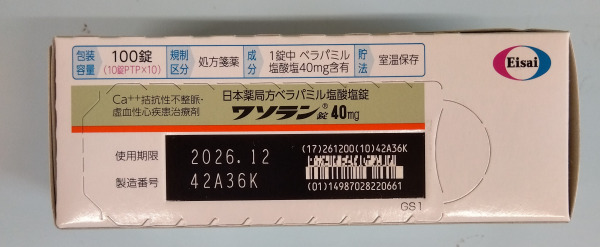 包装容量 100錠 (10錠PTP×10) 規制区分 処方箋薬 成分 1錠中 ベラパミル塩酸塩40mg含有 貯法 室温保存
Eisai
Ca++拮抗性不整脈・虚血性心疾患治療剤
日本薬局方ベラパミル塩酸塩錠
ワソラン®錠 40mg
使用期限 2026.12
製造番号 42A36K
(17)261200(10)42A36K
(01)14987028220661
GS1